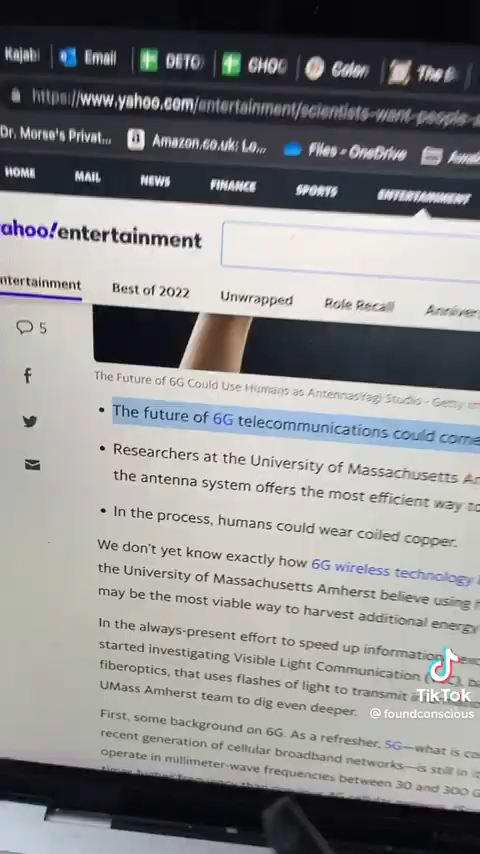 Kajabi
Email
DETO
CHOC
Color
The E
https://www.yahoo.com/entertainment/scientists-want-people-
Dr. Morse's Privat...
Amazon.co.uk: Lo...
Files - OneDrive
HOME MAIL NEWS FINANCE SPORTS ENTERTAINMENT
ahoo!entertainment
ntertainment Best of 2022 Unwrapped Role Recall Anniver
5
The Future of 6G Could Use Humans as AntennasYagi Studio - Getty
• The future of 6G telecommunications could come
• Researchers at the University of Massachusetts Am
the antenna system offers the most efficient way to
• In the process, humans could wear coiled copper.
We don't yet know exactly how 6G wireless technology
the University of Massachusetts Amherst believe using h
may be the most viable way to harvest additional energy
In the always-present effort to speed up information
started investigating Visible Light Communication
fiberoptics, that uses flashes of light to transmit
UMass Amherst team to dig even deeper.
First, some background on 6G. As a refresher, 5G—what is co
recent generation of cellular broadband networks—is still in it
operate in millimeter-wave frequencies between 30 and 300 G
TikTok
@foundconscious